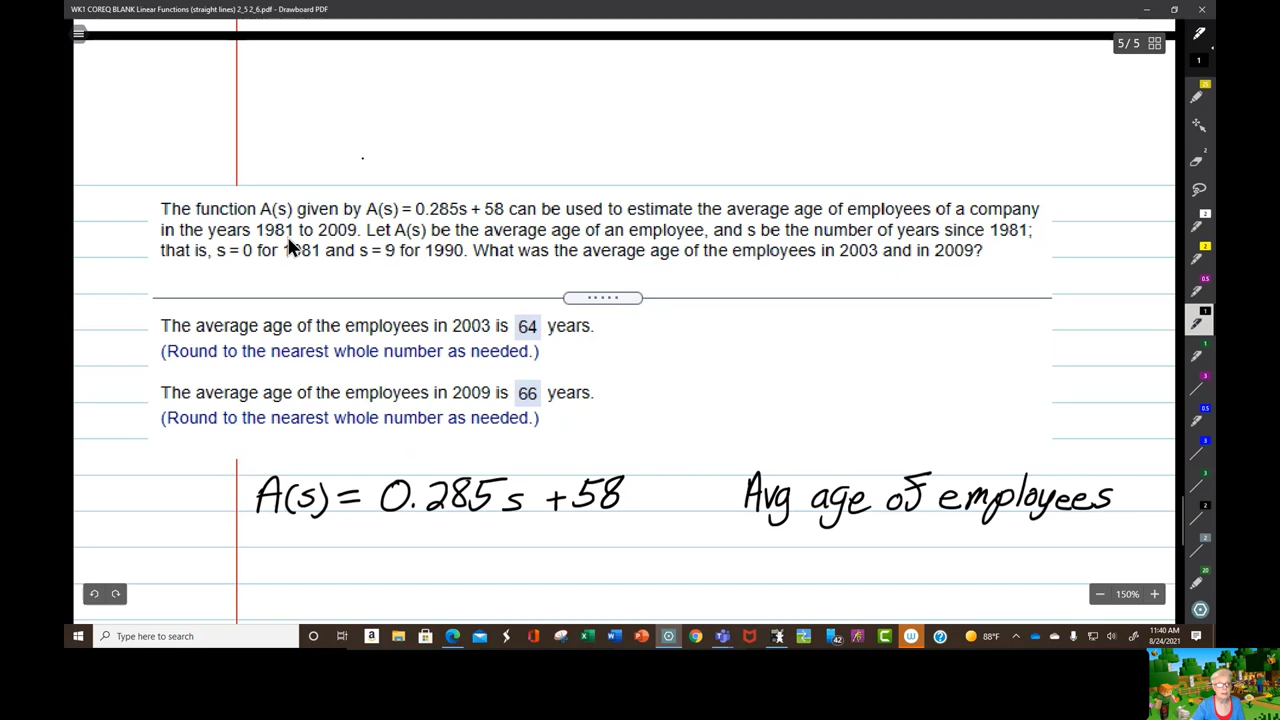 WK1 COREQ BLANK Linear Functions (straight lines) 2_5 2_6.pdf - Drawboard PDF
5 / 5
The function A(s) given by A(s) = 0.285s + 58 can be used to estimate the average age of employees of a company
in the years 1981 to 2009. Let A(s) be the average age of an employee, and s be the number of years since 1981;
that is, s = 0 for 1981 and s = 9 for 1990. What was the average age of the employees in 2003 and in 2009?
The average age of the employees in 2003 is 64 years.
(Round to the nearest whole number as needed.)
The average age of the employees in 2009 is 66 years.
(Round to the nearest whole number as needed.)
A(s) = 0.285s + 58 Avg age of employees
150%
Type here to search
88°F
11:40 AM
8/24/2021